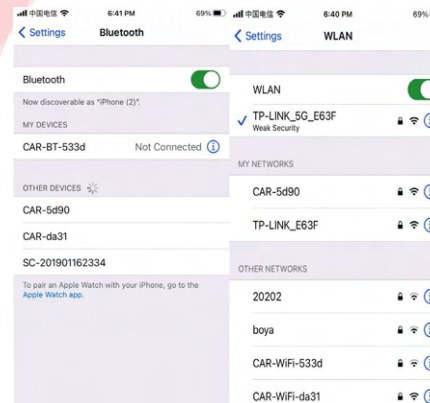 中国电信
6:41 PM
69%
Settings
Bluetooth
Bluetooth
Now discoverable as "iPhone (2)".
MY DEVICES
CAR-BT-533d
Not Connected
OTHER DEVICES
CAR-5d90
CAR-da31
SC-201901162334
To pair an Apple Watch with your iPhone, go to the
Apple Watch app.
中国电信
6:40 PM
69%
Settings
WLAN
WLAN
TP-LINK_5G_E63F
Weak Security
MY NETWORKS
CAR-5d90
TP-LINK_E63F
OTHER NETWORKS
20202
boya
CAR-WiFi-533d
CAR-WiFi-da31